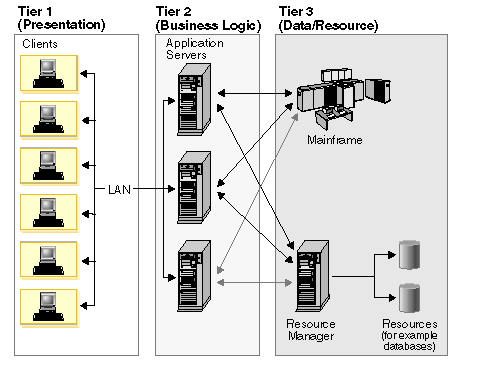 Tier 1
(Presentation)
Tier 2
(Business Logic)
Tier 3
(Data/Resource)
Clients
Application
Servers
Mainframe
LAN
Resource
Manager
Resources
(for example
databases)